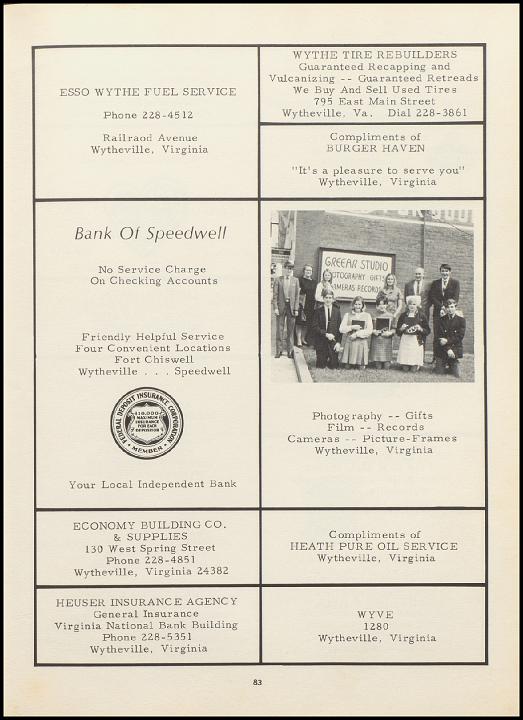 ESSO WYTHE FUEL SERVICE
Phone 228-4512
Railraod Avenue
Wytheville, Virginia
WYTHE TIRE REBUILDERS
Guaranteed Recapping and
Vulcanizing -- Guaranteed Retreads
We Buy And Sell Used Tires
795 East Main Street
Wytheville, Va. Dial 228-3861
Compliments of
BURGER HAVEN
"It's a pleasure to serve you"
Wytheville, Virginia
Bank Of Speedwell
No Service Charge
On Checking Accounts
Friendly Helpful Service
Four Convenient Locations
Fort Chiswell
Wytheville . . . Speedwell
FEDERAL DEPOSIT INSURANCE CORPORATION
MAXIMUM
INSURANCE
FOR EACH
DEPOSITOR
MEMBER
Your Local Independent Bank
GREEAR STUDIO
PHOTOGRAPHY GIFTS
CAMERAS RECORDS
Photography -- Gifts
Film -- Records
Cameras -- Picture-Frames
Wytheville, Virginia
ECONOMY BUILDING CO.
& SUPPLIES
130 West Spring Street
Phone 228-4851
Wytheville, Virginia 24382
Compliments of
HEATH PURE OIL SERVICE
Wytheville, Virginia
HEUSER INSURANCE AGENCY
General Insurance
Virginia National Bank Building
Phone 228-5351
Wytheville, Virginia
WYVE
1280
Wytheville, Virginia
83